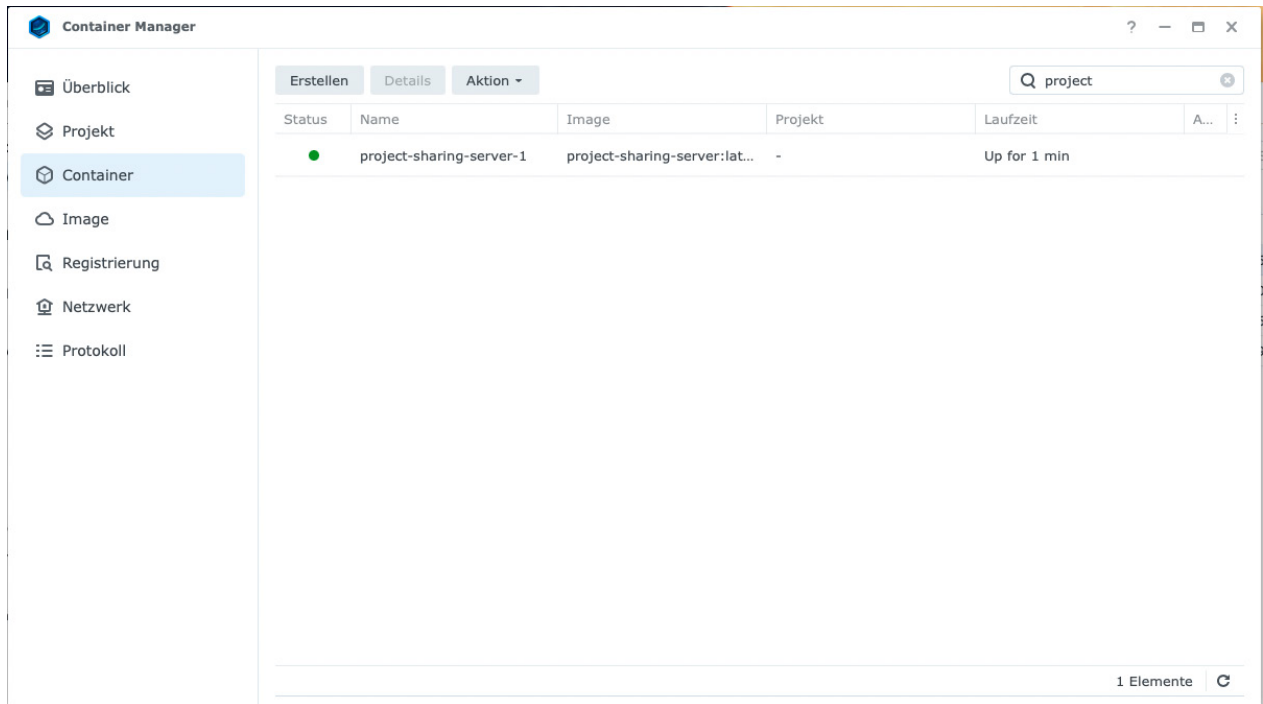 Container Manager
Überblick
Projekt
Container
Image
Registrierung
Netzwerk
Protokoll
Erstellen Details Aktion
project
Status Name Image Projekt Laufzeit A...
project-sharing-server-1 project-sharing-server:lat... - Up for 1 min
1 Elemente